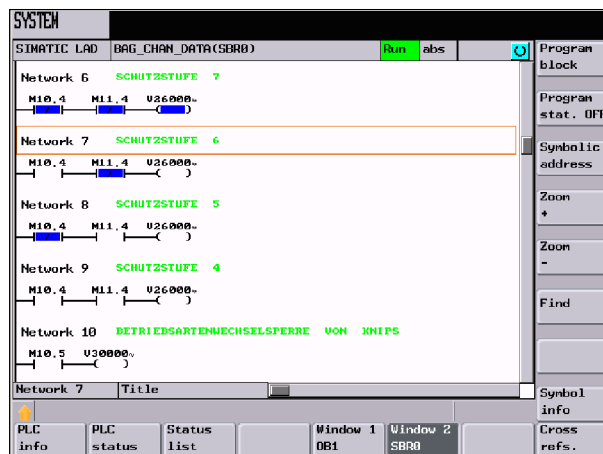 SYSTEM
SIMATIC LAD BAG_CHAN_DATA(SBR0) Run abs
Program block
Network 6 SCHUTZSTUFE 7
M10.4 M11.4 V26000~
Program stat. OFF
Network 7 SCHUTZSTUFE 6
Symbolic address
M10.4 M11.4 V26000~
Network 8 SCHUTZSTUFE 5
Zoom +
M10.4 M11.4 V26000~
Zoom -
Network 9 SCHUTZSTUFE 4
M10.4 M11.4 V26000~
Find
Network 10 BETRIEBSARTENWECHSELSPERRE VON KNIPS
M10.5 V30000~
Network 7 Title
Symbol info
PLC info
PLC status
Status list
Window 1 OB1
Window 2 SBR0
Cross refs.